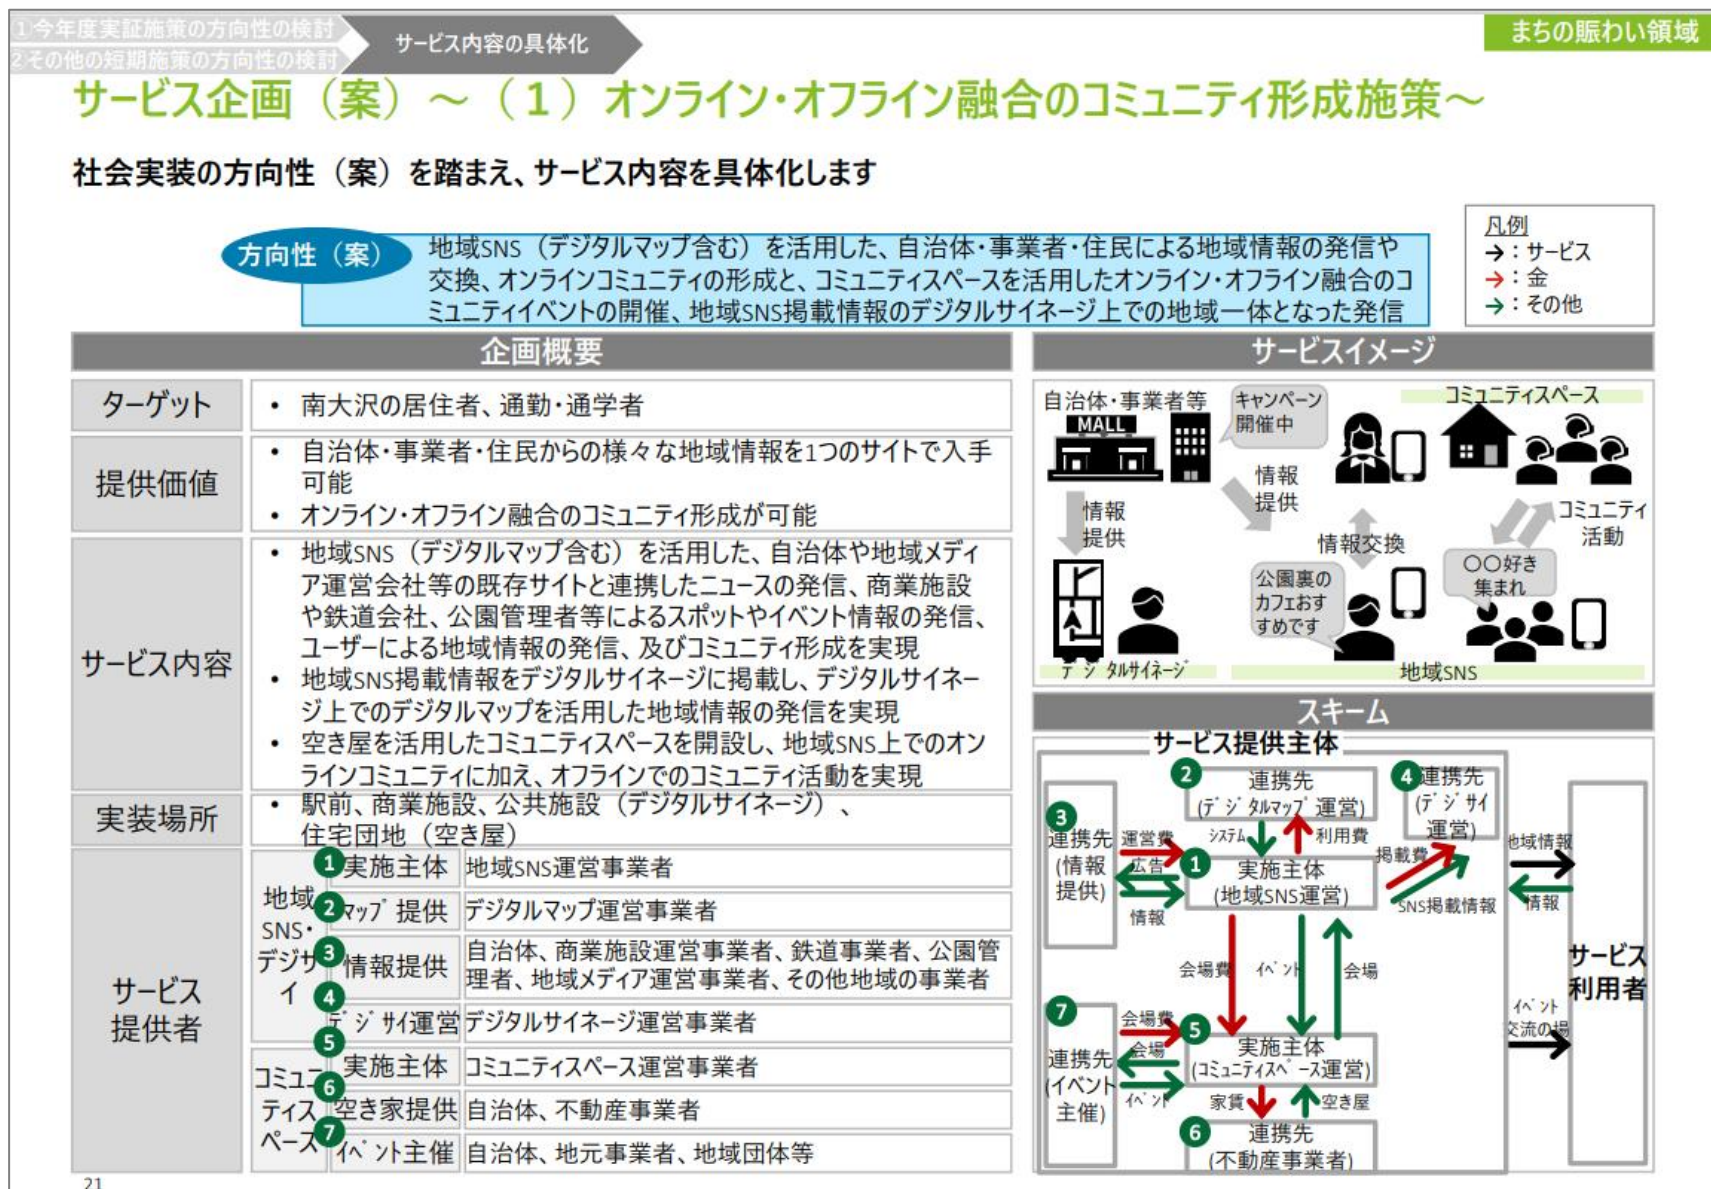 ①今年度実証施策の方向性の検討
②その他の短期施策の方向性の検討
サービス内容の具体化
まちの賑わい領域
サービス企画（案）～（１）オンライン・オフライン融合のコミュニティ形成施策～
社会実装の方向性（案）を踏まえ、サービス内容を具体化します
方向性（案）
地域SNS（デジタルマップ含む）を活用した、自治体・事業者・住民による地域情報の発信や
交換、オンラインコミュニティの形成と、コミュニティスペースを活用したオンライン・オフライン融合のコ
ミュニティイベントの開催、地域SNS掲載情報のデジタルサイネージ上での地域一体となった発信
凡例
→：サービス
→：金
→：その他
企画概要
ターゲット
• 南大沢の居住者、通勤・通学者
提供価値
• 自治体・事業者・住民からの様々な地域情報を1つのサイトで入手
可能
• オンライン・オフライン融合のコミュニティ形成が可能
サービス内容
• 地域SNS（デジタルマップ含む）を活用した、自治体や地域メディ
ア運営会社等の既存サイトと連携したニュースの発信、商業施設
や鉄道会社、公園管理者等によるスポットやイベント情報の発信、
ユーザーによる地域情報の発信、及びコミュニティ形成を実現
• 地域SNS掲載情報をデジタルサイネージに掲載し、デジタルサイネー
ジ上でのデジタルマップを活用した地域情報の発信を実現
• 空き屋を活用したコミュニティスペースを開設し、地域SNS上でのオン
ラインコミュニティに加え、オフラインでのコミュニティ活動を実現
実装場所
• 駅前、商業施設、公共施設（デジタルサイネージ）、
住宅団地（空き屋）
サービス
提供者
地域
SNS・
デジサ
イ
1 実施主体 地域SNS運営事業者
2 マップ提供 デジタルマップ運営事業者
3 情報提供 自治体、商業施設運営事業者、鉄道事業者、公園管
理者、地域メディア運営事業者、その他地域の事業者
4 デジサイ運営 デジタルサイネージ運営事業者
コミュニ
ティス
ペース
5 実施主体 コミュニティスペース運営事業者
6 空き家提供 自治体、不動産事業者
7 イベント主催 自治体、地元事業者、地域団体等
サービスイメージ
自治体・事業者等
MALL
キャンペーン
開催中
コミュニティスペース
情報
提供
情報
提供
情報交換
コミュニティ
活動
公園裏の
カフェおす
すめです
〇〇好き
集まれ
デジタルサイネージ
地域SNS
スキーム
サービス提供主体
2 連携先
(デジタルマップ運営)
4 連携先
(デジサイ
運営)
3
連携先
(情報
提供)
運営費
広告
情報
システム
利用費
1 実施主体
(地域SNS運営)
掲載費
SNS掲載情報
地域情報
情報
サービス
利用者
会場費
イベント
会場
7
連携先
(イベント
主催)
会場費
会場
イベント
5 実施主体
(コミュニティスペース運営)
イベント
交流の場
家賃
空き屋
6 連携先
(不動産事業者)
21